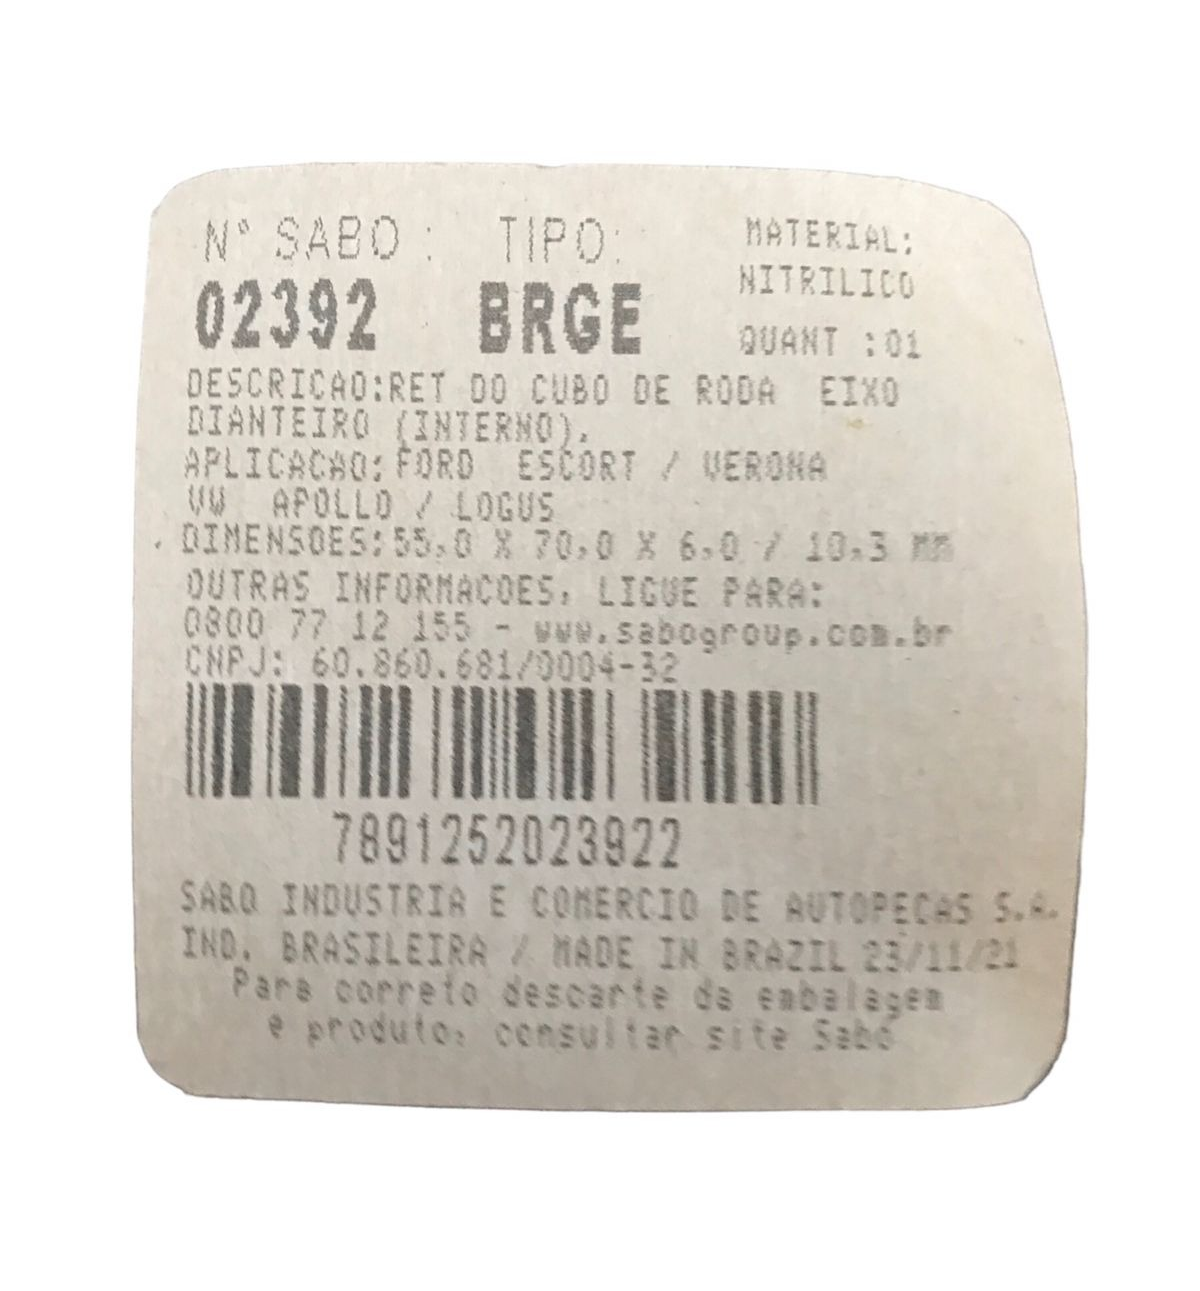 Nº SABO : TIPO: MATERIAL:
02392 BRGE NITRILICO
QUANT :01
DESCRICAO:RET DO CUBO DE RODA EIXO
DIANTEIRO (INTERNO).
APLICACAO:FORD ESCORT / VERONA
VW APOLLO / LOGUS
DIMENSOES:55,0 X 70,0 X 6,0 / 10,3 MM
OUTRAS INFORMACOES, LIGUE PARA:
0800 77 12 155 - www.sabogroup.com.br
CNPJ: 60.860.681/0004-32
7891252023922
SABO INDUSTRIA E COMERCIO DE AUTOPECAS S.A.
IND. BRASILEIRA / MADE IN BRAZIL 23/11/21
Para correto descarte da embalagem
e produto, consultar site Sabó